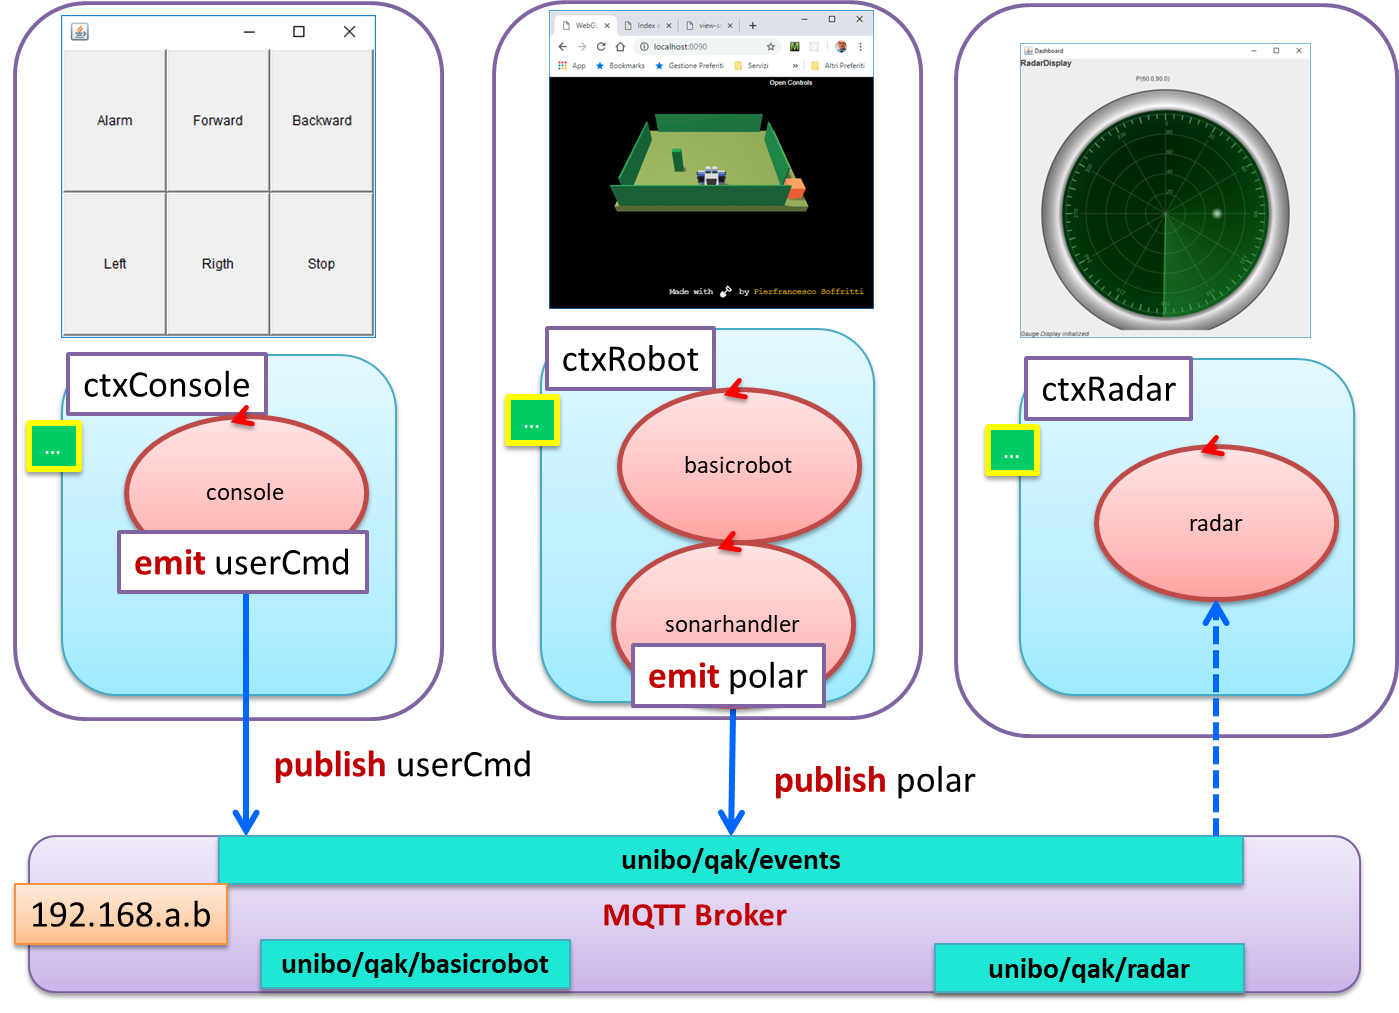 Alarm
Forward
Backward
Left
Rigth
Stop
WebGL
Index
view-s
localhost:8090
App
Bookmarks
Gestione Preferiti
Servizi
»
Altri Preferiti
Open Controls
Made with by Pierfrancesco Soffritti
Dashboard
RadarDisplay
P(60.0,90.0)
Gauge Display initialized
ctxConsole
...
console
emit userCmd
ctxRobot
...
basicrobot
sonarhandler
emit polar
ctxRadar
...
radar
publish userCmd
publish polar
unibo/qak/events
192.168.a.b
MQTT Broker
unibo/qak/basicrobot
unibo/qak/radar